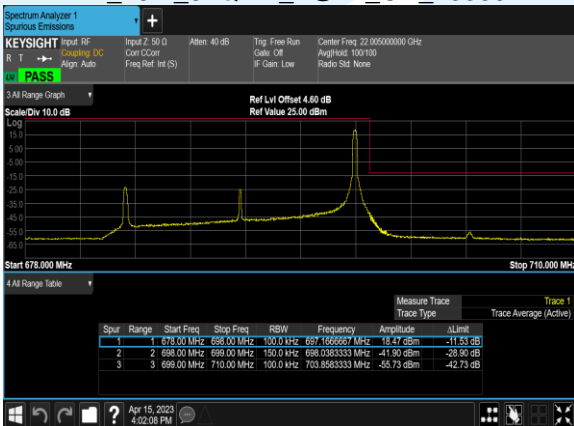 Spectrum Analyzer 1
Spurious Emissions
KEYSIGHT Input: RF Input Z: 50 Ω Atten: 40 dB Trig: Free Run Center Freq: 22.005000000 GHz
R T Coupling: DC Corr CCorr Gate: Off Avg|Hold: 100/100
Align: Auto Freq Ref: Int (S) IF Gain: Low Radio Std: None
PASS
3 All Range Graph
Ref Lvl Offset 4.60 dB
Scale/Div 10.0 dB Ref Value 25.00 dBm
Log
15.0
5.00
-5.00
-15.0
-25.0
-35.0
-45.0
-55.0
-65.0
Start 678.000 MHz Stop 710.000 MHz
4 All Range Table
Measure Trace Trace 1
Trace Type Trace Average (Active)
Spur Range Start Freq Stop Freq RBW Frequency Amplitude ΔLimit
1 1 678.00 MHz 698.00 MHz 100.0 kHz 697.1666667 MHz 18.47 dBm -11.53 dB
2 2 698.00 MHz 699.00 MHz 150.0 kHz 698.0383333 MHz -41.90 dBm -28.90 dB
3 3 699.00 MHz 710.00 MHz 100.0 kHz 703.8583333 MHz -55.73 dBm -42.73 dB
? Apr 15, 2023
4:02:08 PM